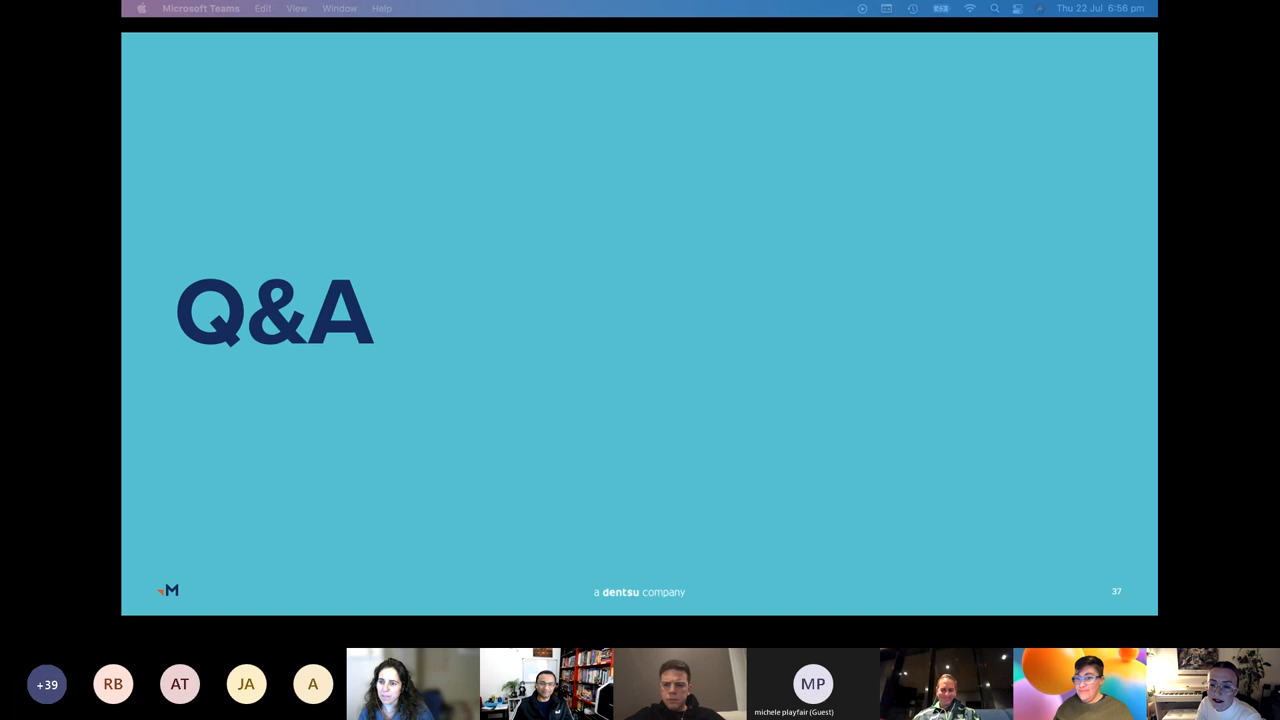 Microsoft Teams Edit View Window Help Thu 22 Jul 6:56 pm
Q&A
M a dentsu company 37
+39 RB AT JA A MP
michele playfair (Guest)